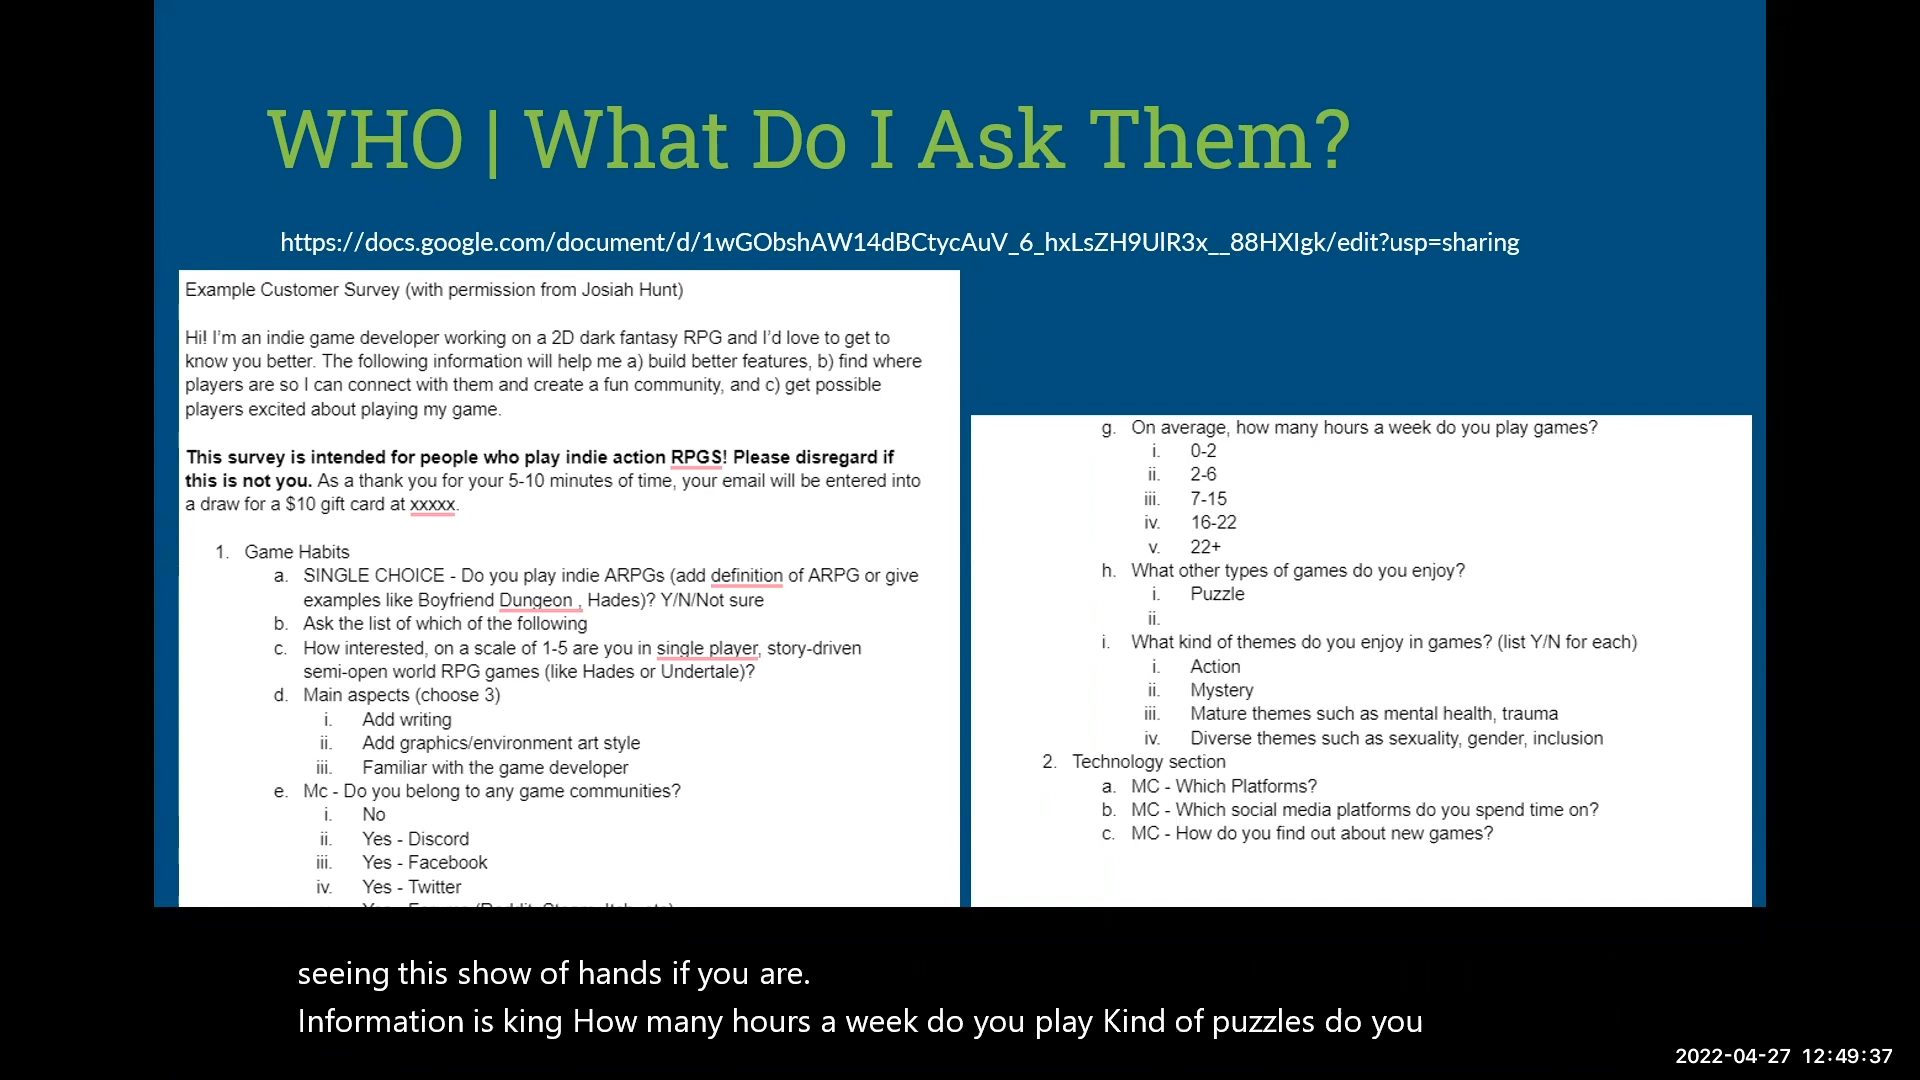 WHO | What Do I Ask Them?
https://docs.google.com/document/d/1wGObshAW14dBCtycAuV_6_hxLsZH9UlR3x__88HXIgk/edit?usp=sharing
Example Customer Survey (with permission from Josiah Hunt)
Hi! I'm an indie game developer working on a 2D dark fantasy RPG and I'd love to get to
know you better. The following information will help me a) build better features, b) find where
players are so I can connect with them and create a fun community, and c) get possible
players excited about playing my game.
This survey is intended for people who play indie action RPGS! Please disregard if
this is not you. As a thank you for your 5-10 minutes of time, your email will be entered into
a draw for a $10 gift card at xxxxx.
1. Game Habits
a. SINGLE CHOICE - Do you play indie ARPGs (add definition of ARPG or give
examples like Boyfriend Dungeon , Hades)? Y/N/Not sure
b. Ask the list of which of the following
c. How interested, on a scale of 1-5 are you in single player, story-driven
semi-open world RPG games (like Hades or Undertale)?
d. Main aspects (choose 3)
i. Add writing
ii. Add graphics/environment art style
iii. Familiar with the game developer
e. Mc - Do you belong to any game communities?
i. No
ii. Yes - Discord
iii. Yes - Facebook
iv. Yes - Twitter
v. Yes - Forums (Reddit, Steam, Itch, etc)
g. On average, how many hours a week do you play games?
i. 0-2
ii. 2-6
iii. 7-15
iv. 16-22
v. 22+
h. What other types of games do you enjoy?
i. Puzzle
ii.
i. What kind of themes do you enjoy in games? (list Y/N for each)
i. Action
ii. Mystery
iii. Mature themes such as mental health, trauma
iv. Diverse themes such as sexuality, gender, inclusion
2. Technology section
a. MC - Which Platforms?
b. MC - Which social media platforms do you spend time on?
c. MC - How do you find out about new games?
seeing this show of hands if you are.
Information is king How many hours a week do you play Kind of puzzles do you
2022-04-27 12:49:37